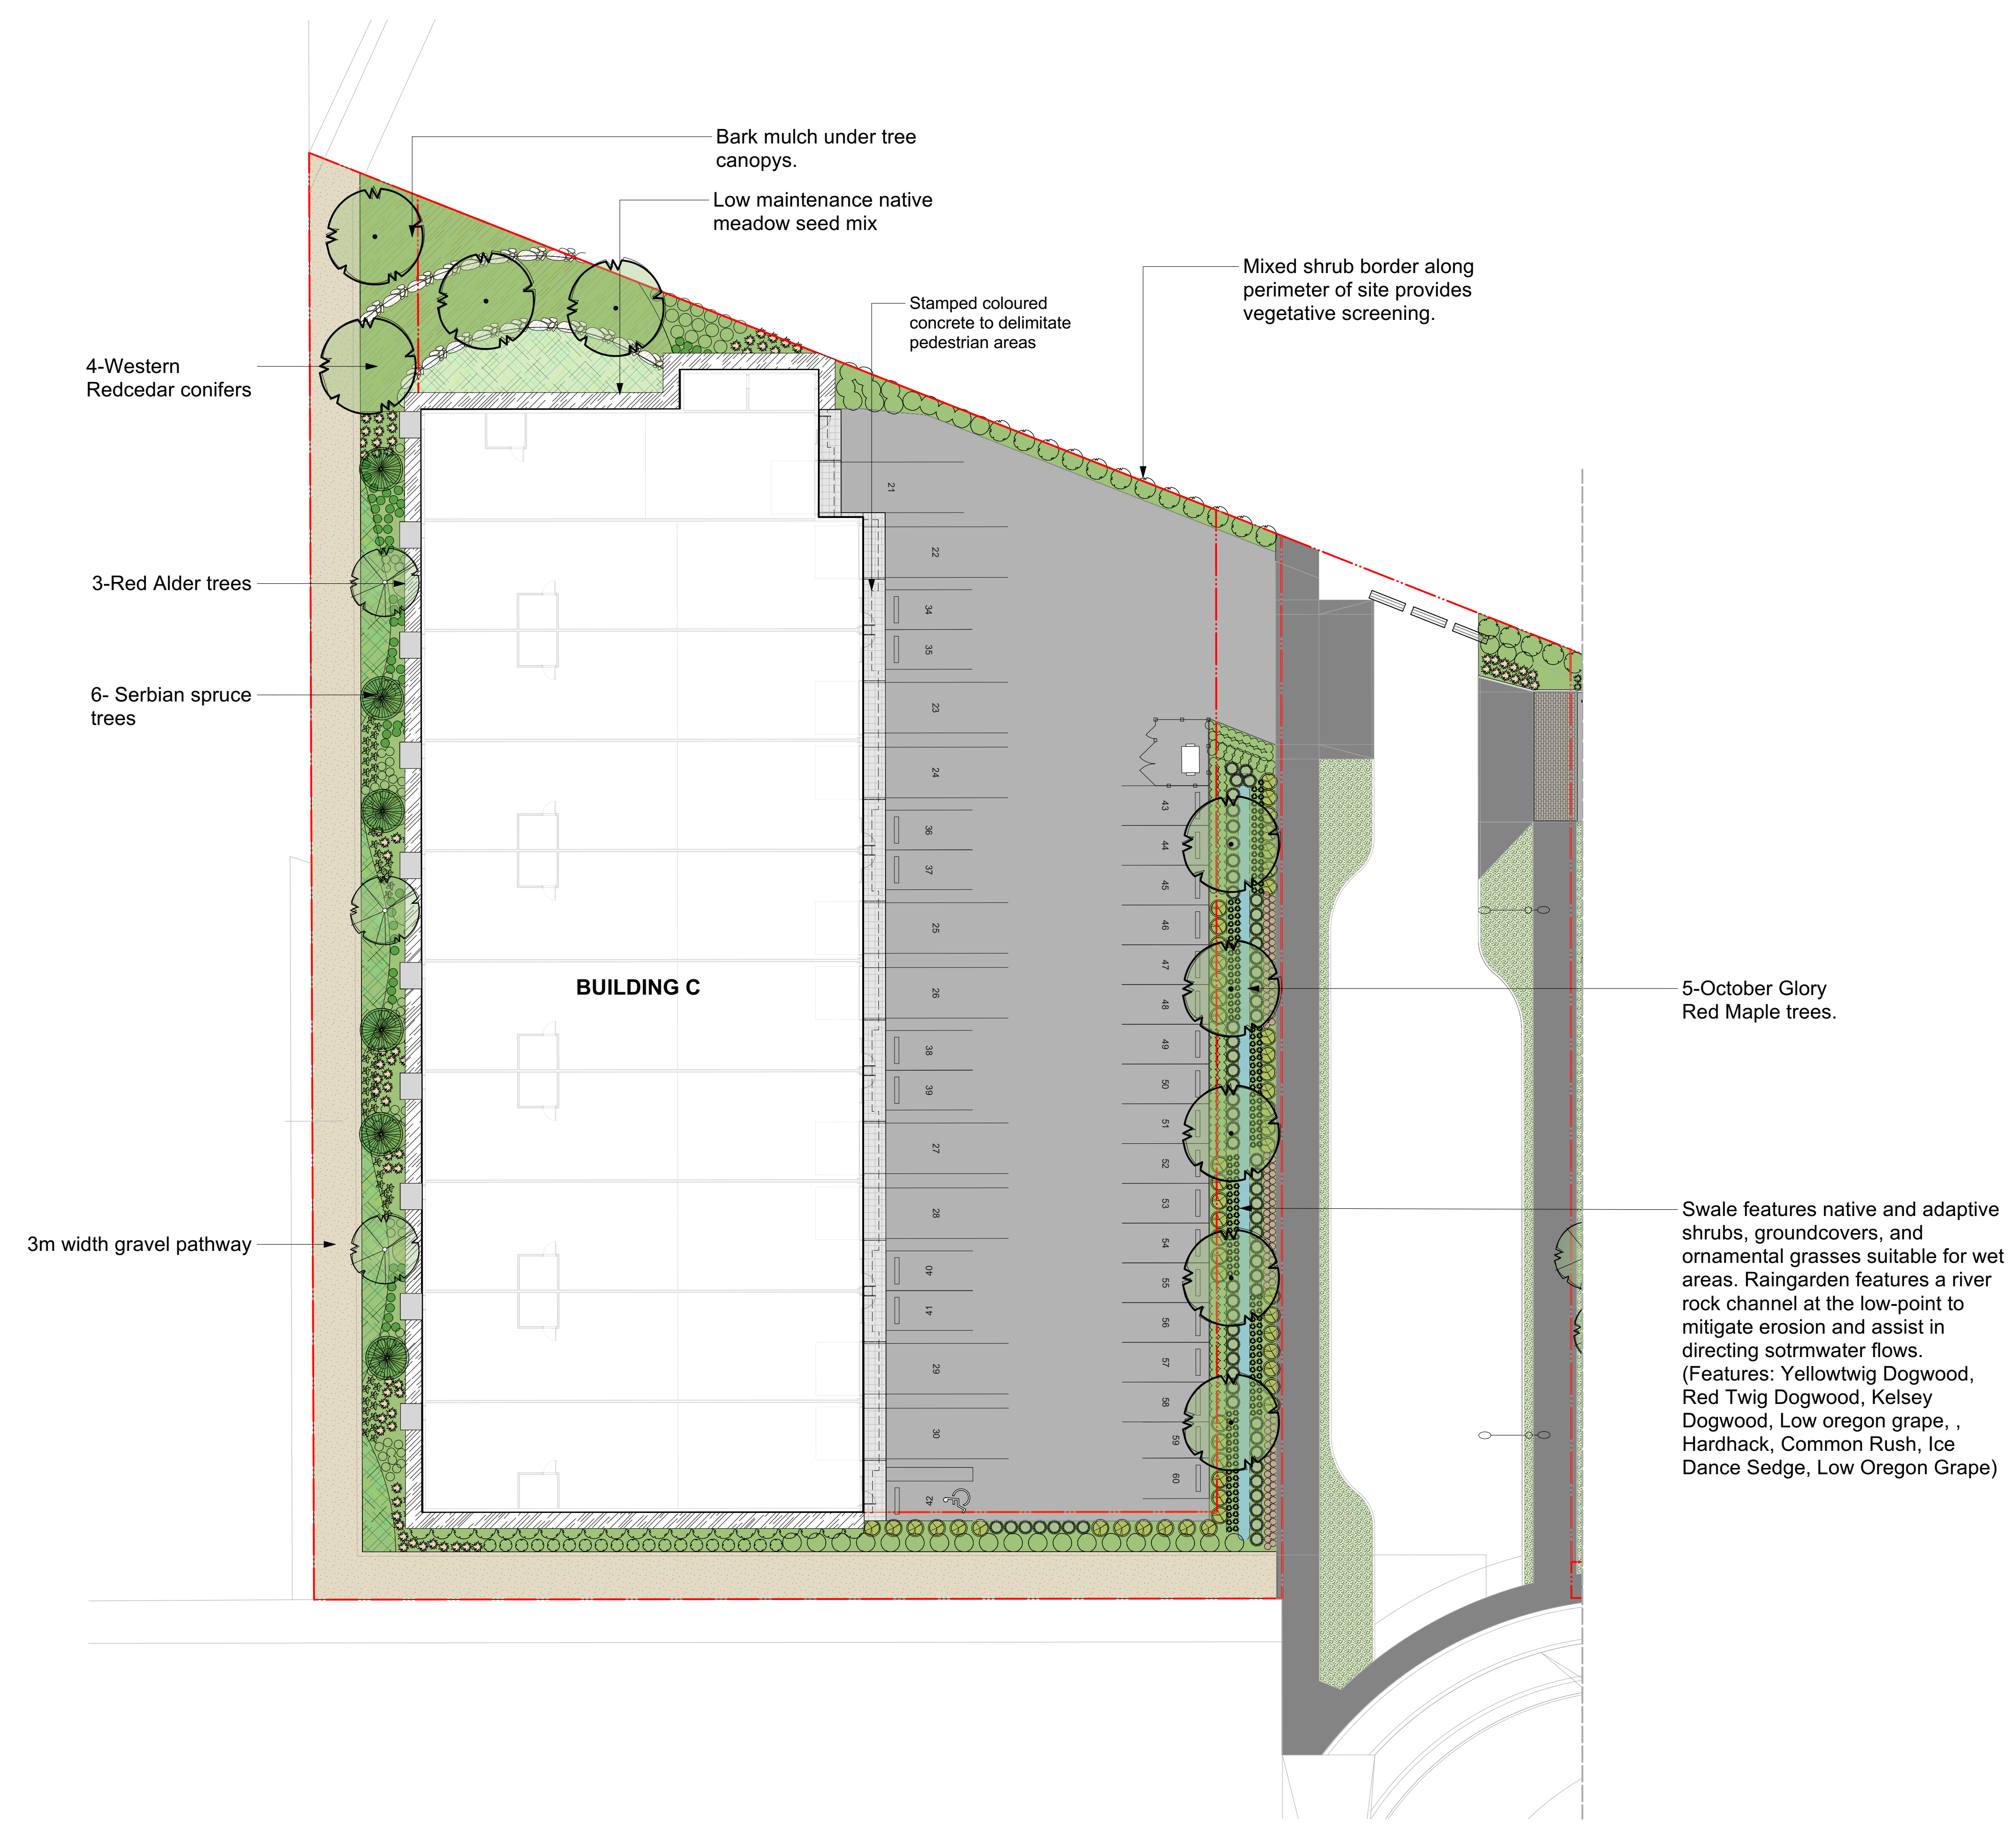 Bark mulch under tree
canopys.
Low maintenance native
meadow seed mix
Mixed shrub border along
perimeter of site provides
vegetative screening.
Stamped coloured
concrete to delimitate
pedestrian areas
4-Western
Redcedar conifers
3-Red Alder trees
6- Serbian spruce
trees
3m width gravel pathway
BUILDING C
21
22
34
35
23
24
36
37
25
26
38
39
27
28
40
41
29
30
42
43
44
45
46
47
48
49
50
51
52
53
54
55
56
57
58
59
60
5-October Glory
Red Maple trees.
Swale features native and adaptive
shrubs, groundcovers, and
ornamental grasses suitable for wet
areas. Raingarden features a river
rock channel at the low-point to
mitigate erosion and assist in
directing sotrmwater flows.
(Features: Yellowtwig Dogwood,
Red Twig Dogwood, Kelsey
Dogwood, Low oregon grape, ,
Hardhack, Common Rush, Ice
Dance Sedge, Low Oregon Grape)